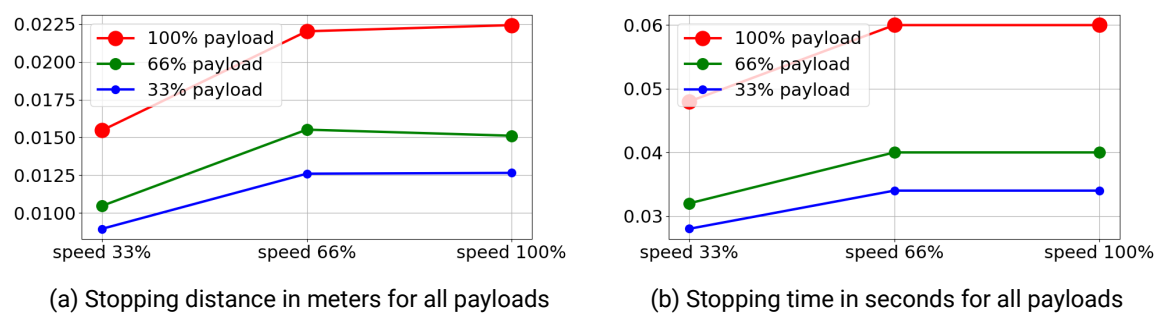 0.0225
0.0200
0.0175
0.0150
0.0125
0.0100
100% payload
66% payload
33% payload
speed 33%
speed 66%
speed 100%
(a) Stopping distance in meters for all payloads
0.06
0.05
0.04
0.03
100% payload
66% payload
33% payload
speed 33%
speed 66%
speed 100%
(b) Stopping time in seconds for all payloads